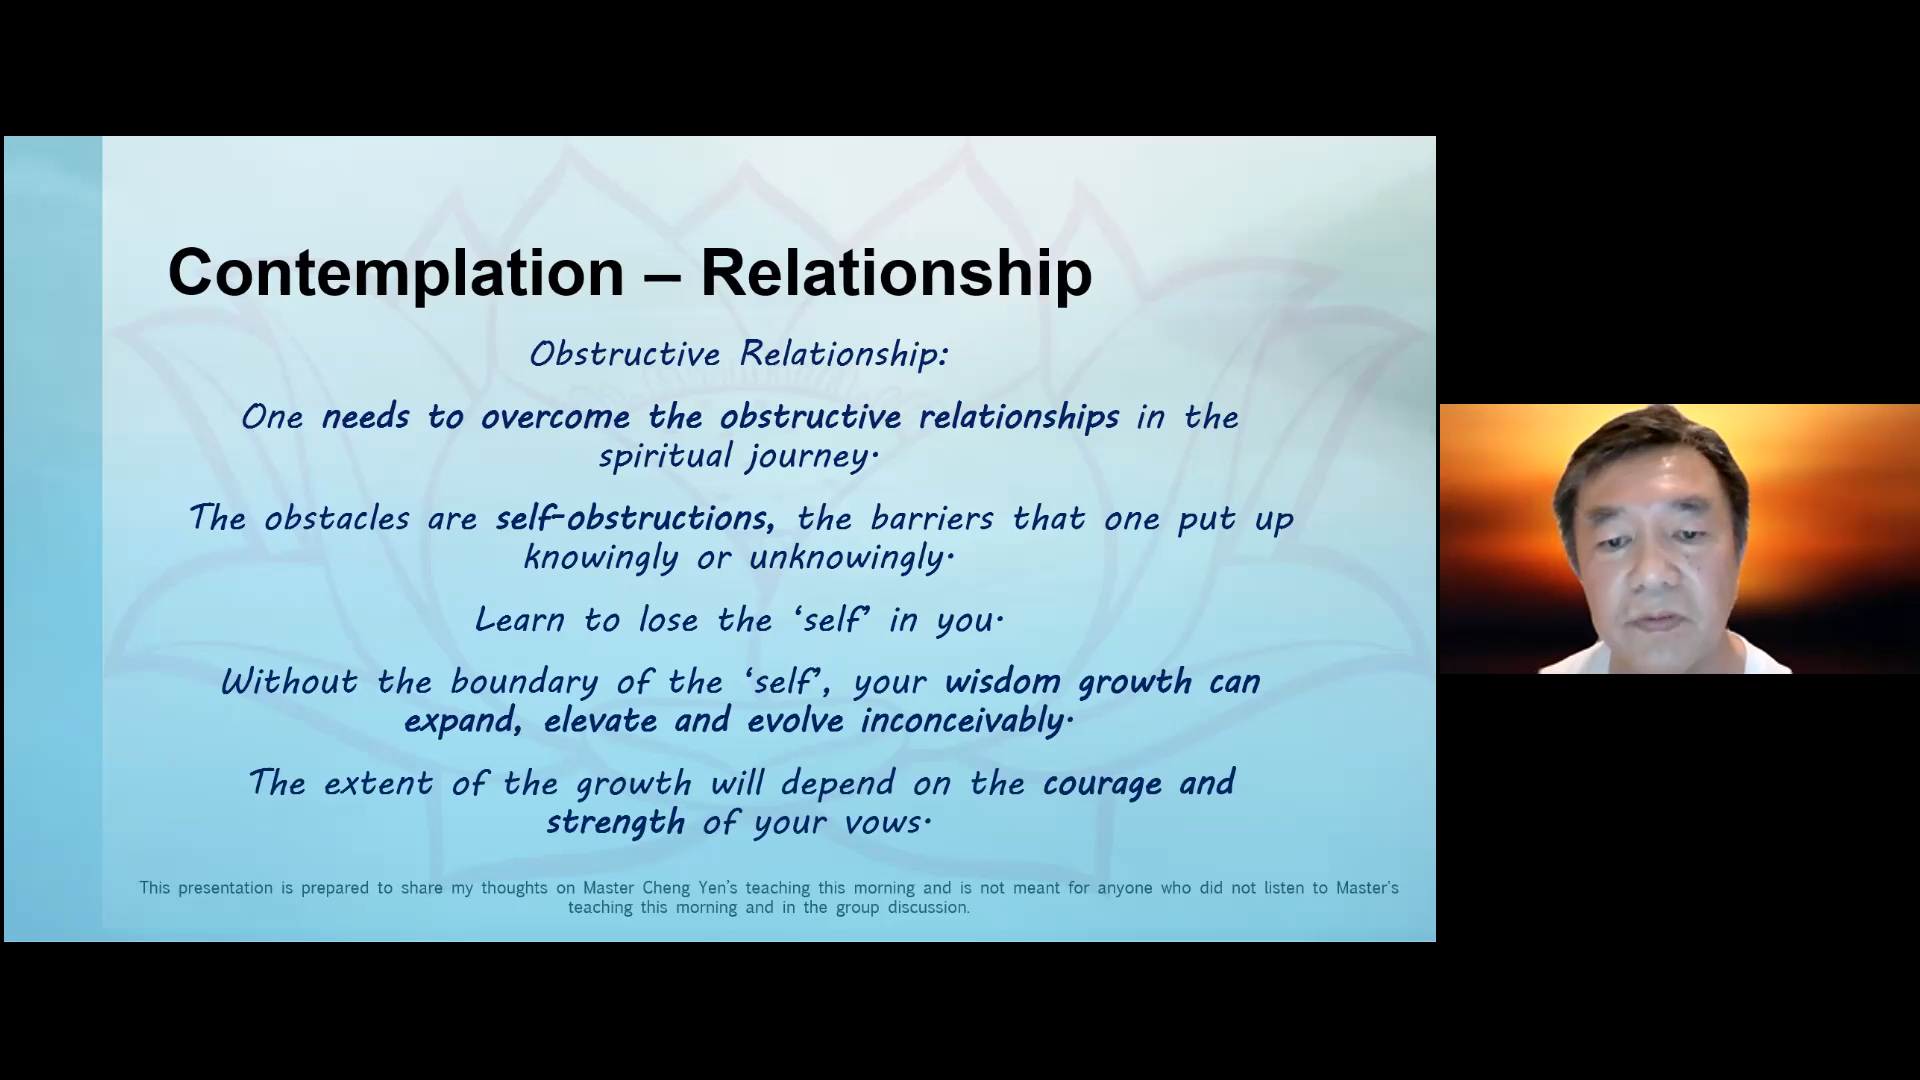 Contemplation – Relationship
Obstructive Relationship:
One needs to overcome the obstructive relationships in the
spiritual journey.
The obstacles are self-obstructions, the barriers that one put up
knowingly or unknowingly.
Learn to lose the ‘self’ in you.
Without the boundary of the ‘self’, your wisdom growth can
expand, elevate and evolve inconceivably.
The extent of the growth will depend on the courage and
strength of your vows.
This presentation is prepared to share my thoughts on Master Cheng Yen's teaching this morning and is not meant for anyone who did not listen to Master's
teaching this morning and in the group discussion.